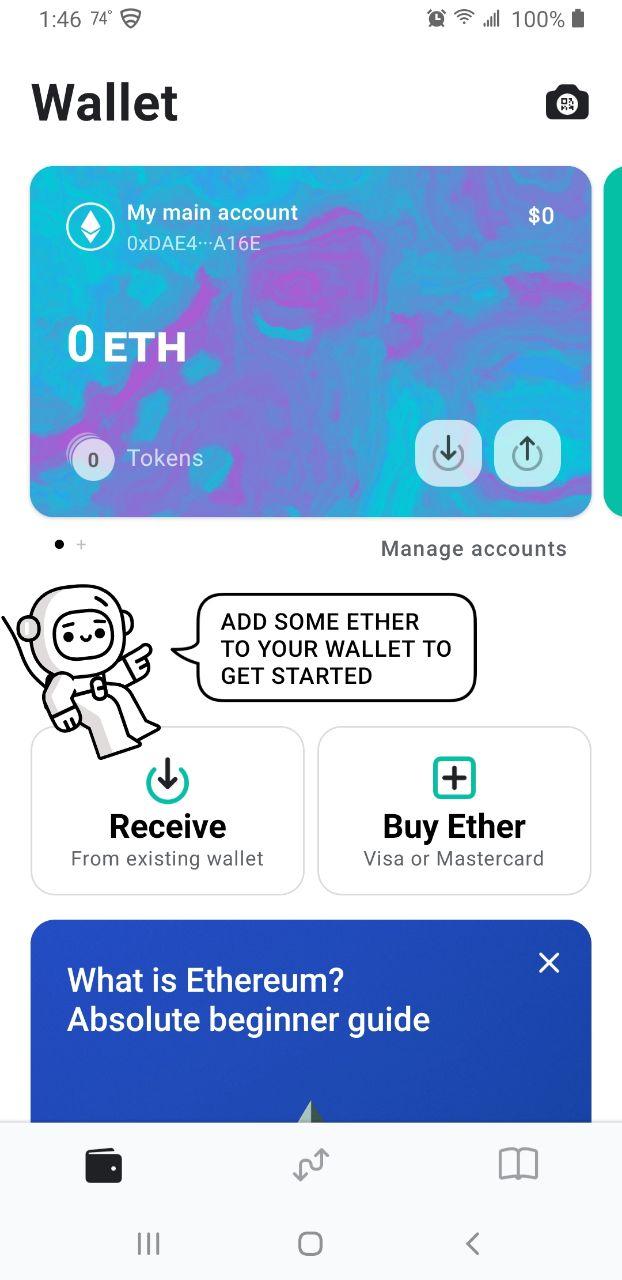 1:46 74°
100%
Wallet
My main account
0xDAE4···A16E
$0
0 ETH
0 Tokens
Manage accounts
ADD SOME ETHER
TO YOUR WALLET TO
GET STARTED
Receive
From existing wallet
Buy Ether
Visa or Mastercard
What is Ethereum?
Absolute beginner guide